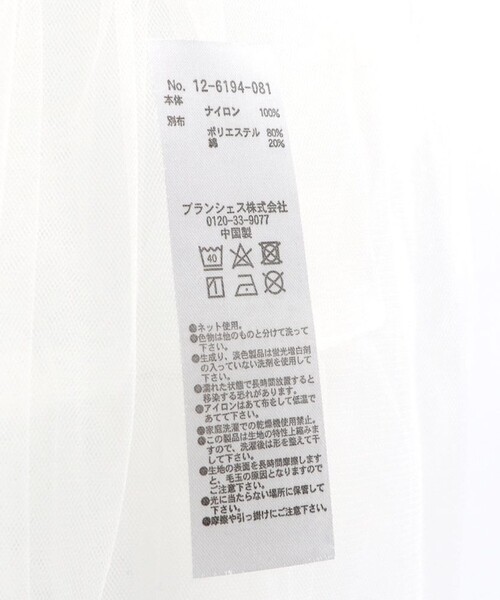 No. 12-6194-081
本体
ナイロン 100%
別布
ポリエステル 80%
綿 20%
ブランシェス株式会社
0120-33-9077
中国製
40
●ネット使用。
●色物は他のものと分けて洗って
下さい。
●生成り、淡色製品は蛍光増白剤
の入っていない洗剤を使用して
下さい。
●濡れた状態で長時間放置すると
移染する恐れがあります。
●アイロンはあて布をして低温で
あてて下さい。
●家庭洗濯での乾燥機使用禁止。
●この製品は生地の特性上縮みま
すので、洗濯後は形を整えて干
して下さい。
●生地の表面を長時間摩擦します
と、毛玉の原因となりますので
ご注意下さい。
●光に当たらない場所に保管して
下さい。
●摩擦や引っ掛けにご注意下さい。